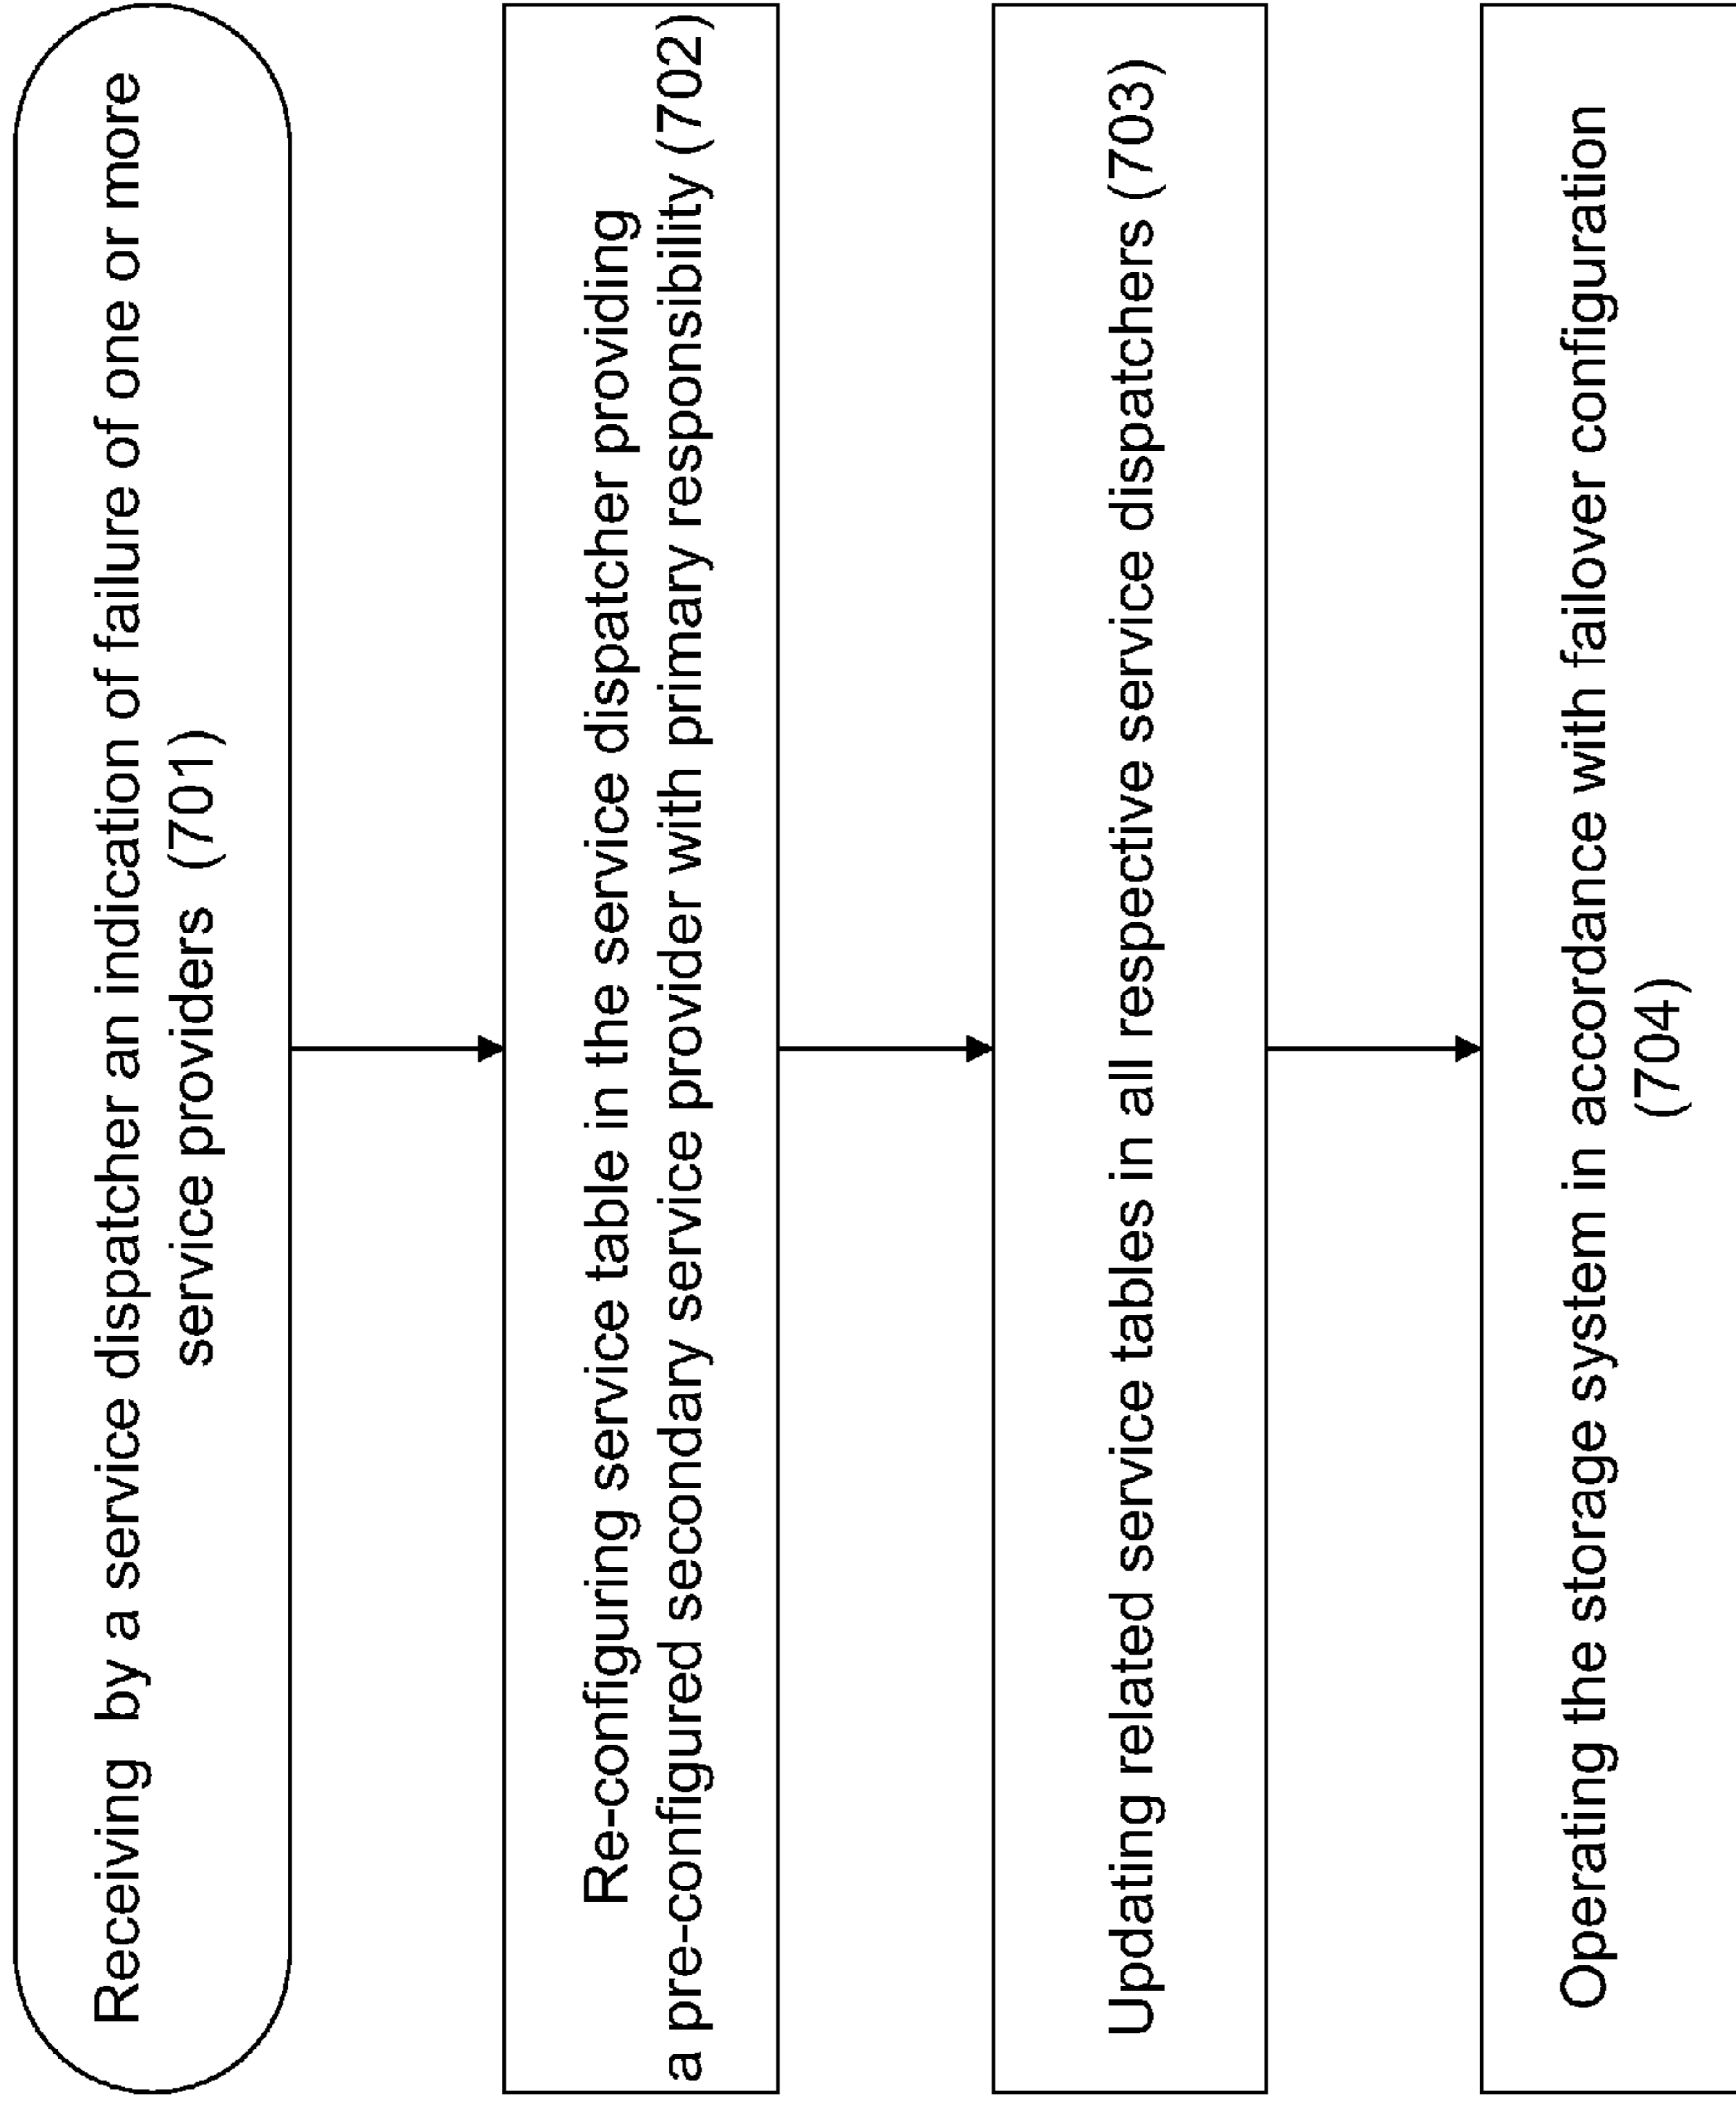 Receiving by a service dispatcher an indication of failure of one or more
service providers (701)
Re-configuring service table in the service dispatcher providing
a pre-configured secondary service provider with primary responsibility (702)
Updating related service tables in all respective service dispatchers (703)
Operating the storage system in accordance with failover configuration
(704)